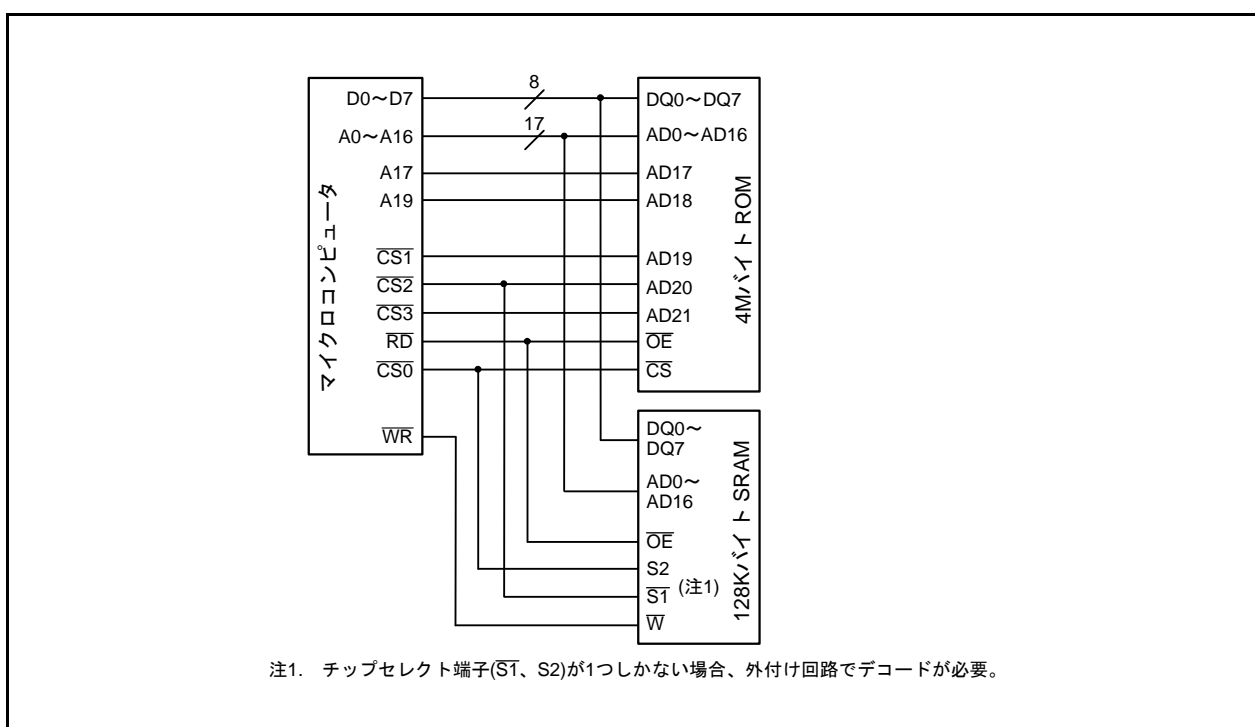 マイクロコンピュータ
D0～D7
A0～A16
A17
A19
CS1
CS2
CS3
RD
CS0
WR
8
17
4Mバイト ROM
DQ0～DQ7
AD0～AD16
AD17
AD18
AD19
AD20
AD21
OE
CS
128Kバイト SRAM
DQ0～
DQ7
AD0～
AD16
OE
S2
S1 (注1)
W
注1. チップセレクト端子(S1、S2)が1つしかない場合、外付け回路でデコードが必要。